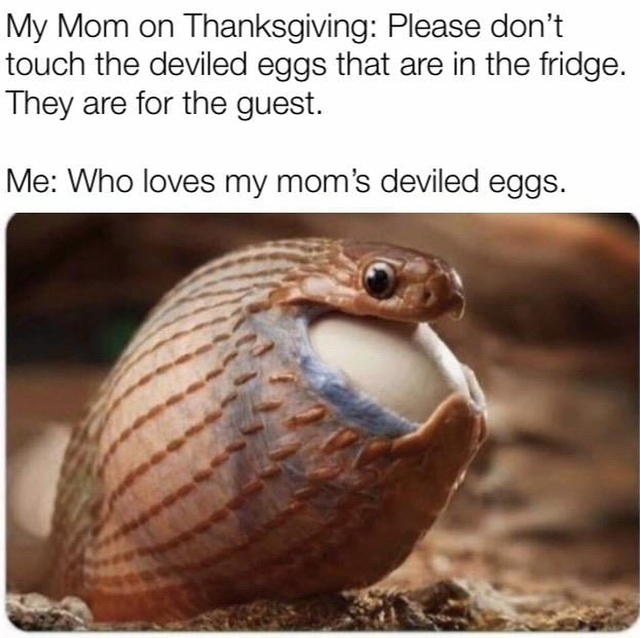 My Mom on Thanksgiving: Please don’t
touch the deviled eggs that are in the fridge.
They are for the guest.
Me: Who loves my mom’s deviled eggs.